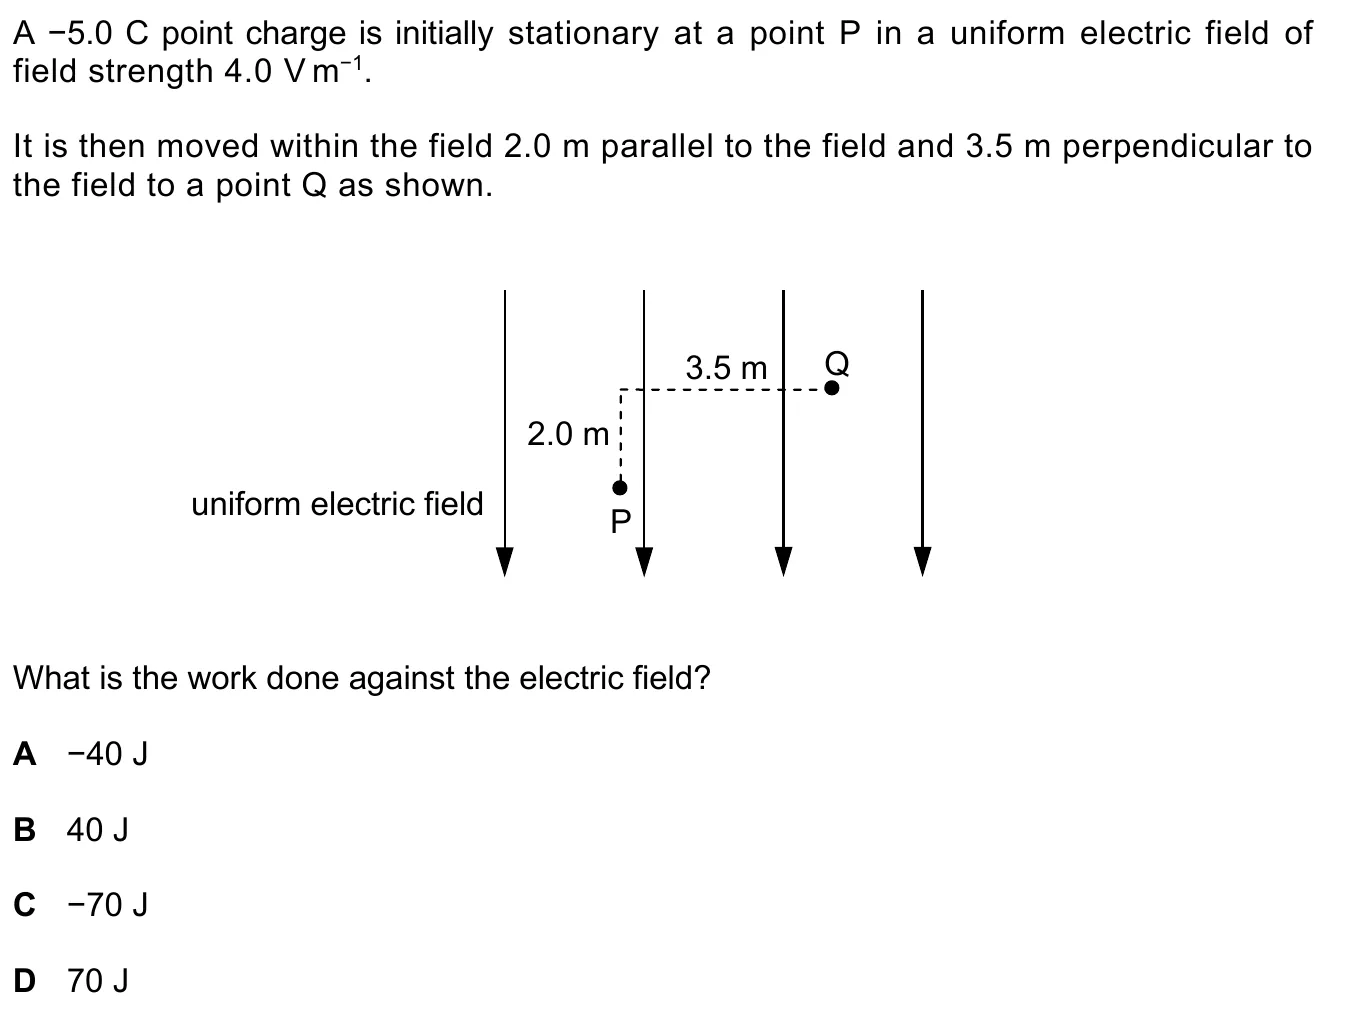 A −5.0 C point charge is initially stationary at a point P in a uniform electric field of
field strength 4.0 V m⁻¹.
It is then moved within the field 2.0 m parallel to the field and 3.5 m perpendicular to
the field to a point Q as shown.
3.5 m
Q
2.0 m
uniform electric field
P
What is the work done against the electric field?
A −40 J
B 40 J
C −70 J
D 70 J